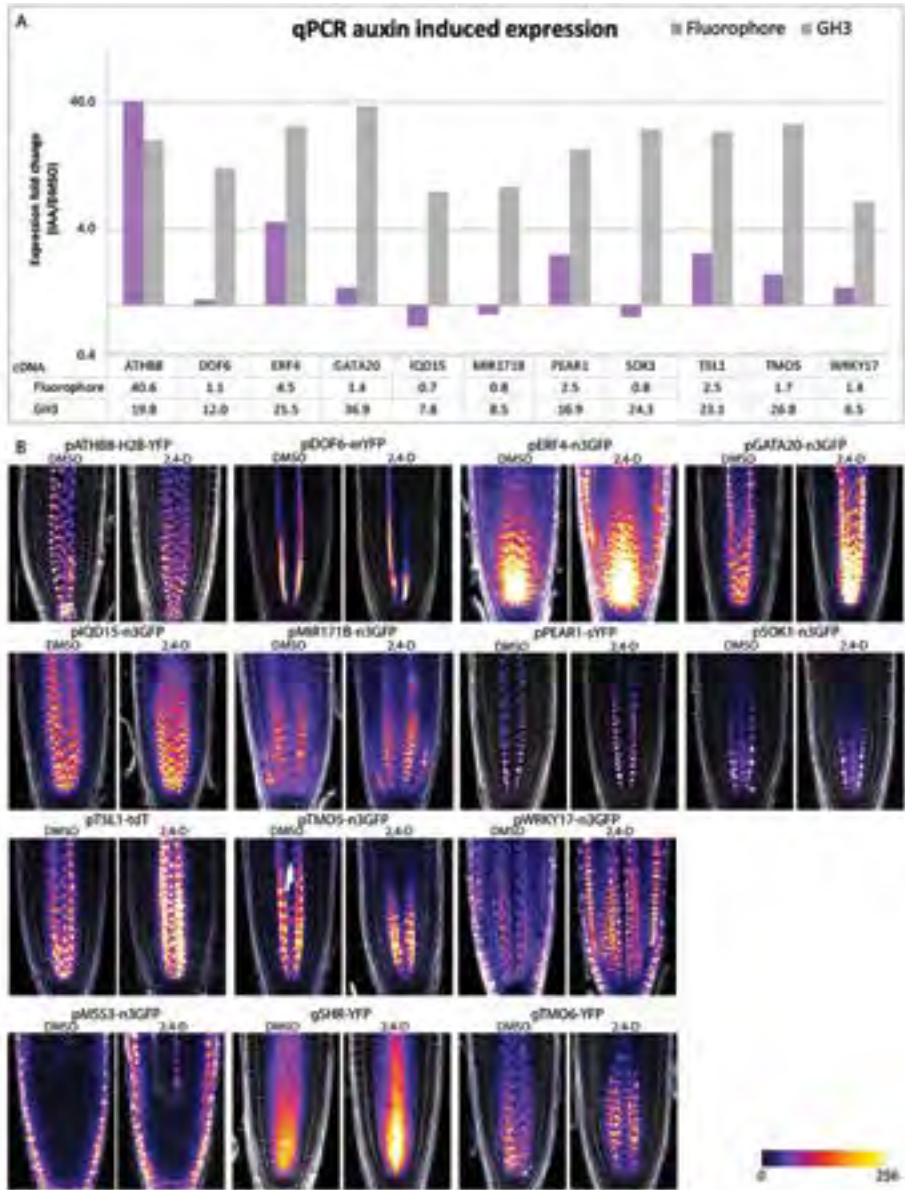 A
qPCR auxin induced expression
Fluorophore GH3
Expression fold change
(IAA/DMSO)
40.0
4.0
0.4
cDNA ATHB8 DOF6 ERF4 GATA20 IQD15 MIR171B PEAR1 SOK1 TSL1 TMO5 WRKY17
Fluorophore 40.6 1.1 4.5 1.4 0.7 0.8 2.5 0.8 2.5 1.7 1.4
GH3 19.8 12.0 25.5 36.9 7.8 8.5 16.9 24.3 23.1 26.8 6.5
B
pATHB8-H2B-YFP pDOF6-erYFP pERF4-n3GFP pGATA20-n3GFP
DMSO 2,4-D DMSO 2,4-D DMSO 2,4-D DMSO 2,4-D
pIQD15-n3GFP pMIR171B-n3GFP pPEAR1-sYFP pSOK1-n3GFP
DMSO 2,4-D DMSO 2,4-D DMSO 2,4-D DMSO 2,4-D
pTSL1-tdT pTMO5-n3GFP pWRKY17-n3GFP
DMSO 2,4-D DMSO 2,4-D DMSO 2,4-D
pMSS3-n3GFP gSHR-YFP gTMO6-YFP
DMSO 2,4-D DMSO 2,4-D DMSO 2,4-D
0 256